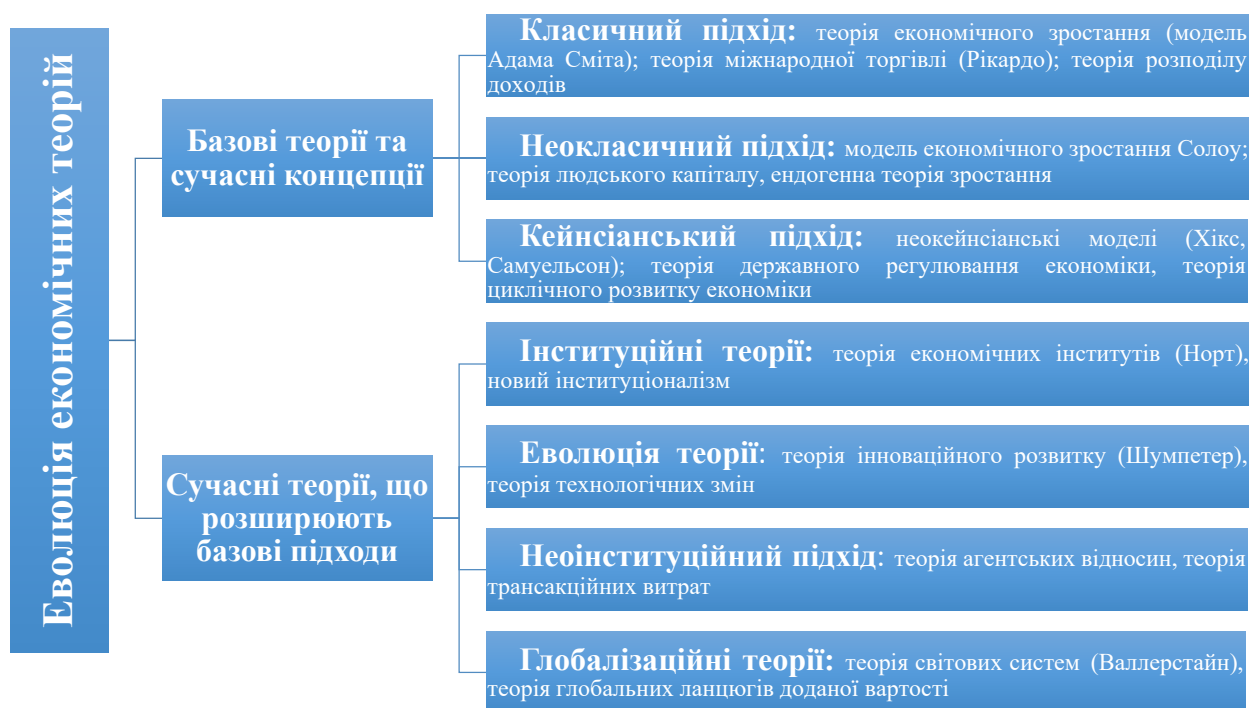 Еволюція економічних теорій
Базові теорії та
сучасні концепції
Класичний підхід: теорія економічного зростання (модель
Адама Сміта); теорія міжнародної торгівлі (Рікардо); теорія розподілу
доходів
Неокласичний підхід: модель економічного зростання Солоу;
теорія людського капіталу, ендогенна теорія зростання
Кейнсіанський підхід: неокейнсіанські моделі (Хікс,
Самуельсон); теорія державного регулювання економіки, теорія
циклічного розвитку економіки
Сучасні теорії, що
розширюють
базові підходи
Інституційні теорії: теорія економічних інститутів (Норт),
новий інституціоналізм
Еволюція теорії: теорія інноваційного розвитку (Шумпетер),
теорія технологічних змін
Неоінституційний підхід: теорія агентських відносин, теорія
трансакційних витрат
Глобалізаційні теорії: теорія світових систем (Валлерстайн),
теорія глобальних ланцюгів доданої вартості